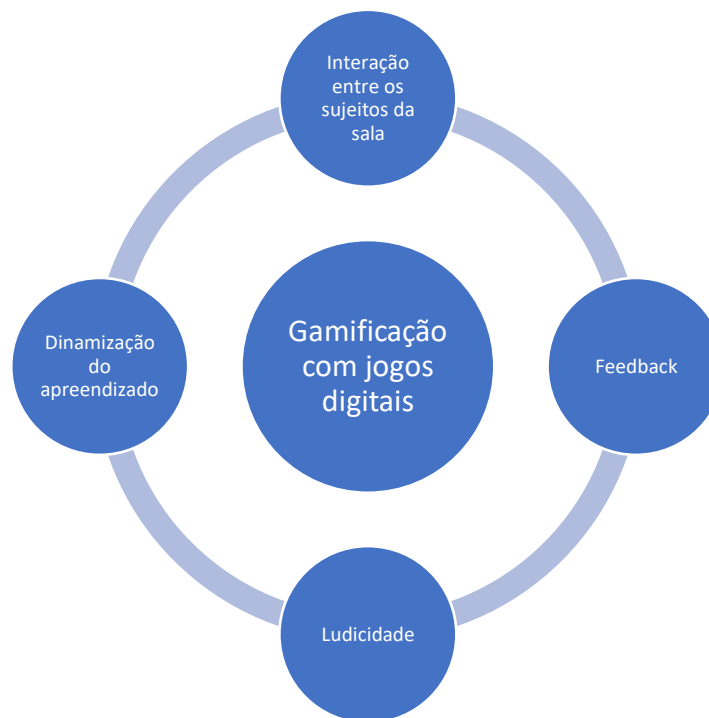 Interação
entre os
sujeitos da
sala
Gamificação
com jogos
digitais
Dinamização
do
apreendizado
Feedback
Ludicidade